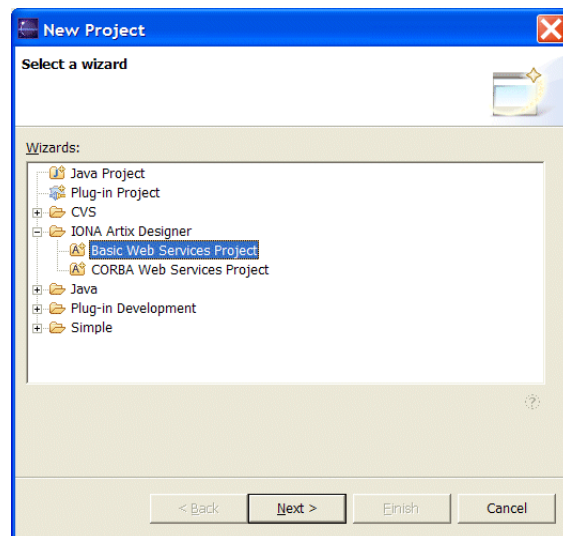 New Project
Select a wizard
Wizards:
Java Project
Plug-in Project
CVS
IONA Artix Designer
Basic Web Services Project
CORBA Web Services Project
Java
Plug-in Development
Simple
?
< Back Next > Finish Cancel